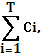 T
∑ Ci,
i=1